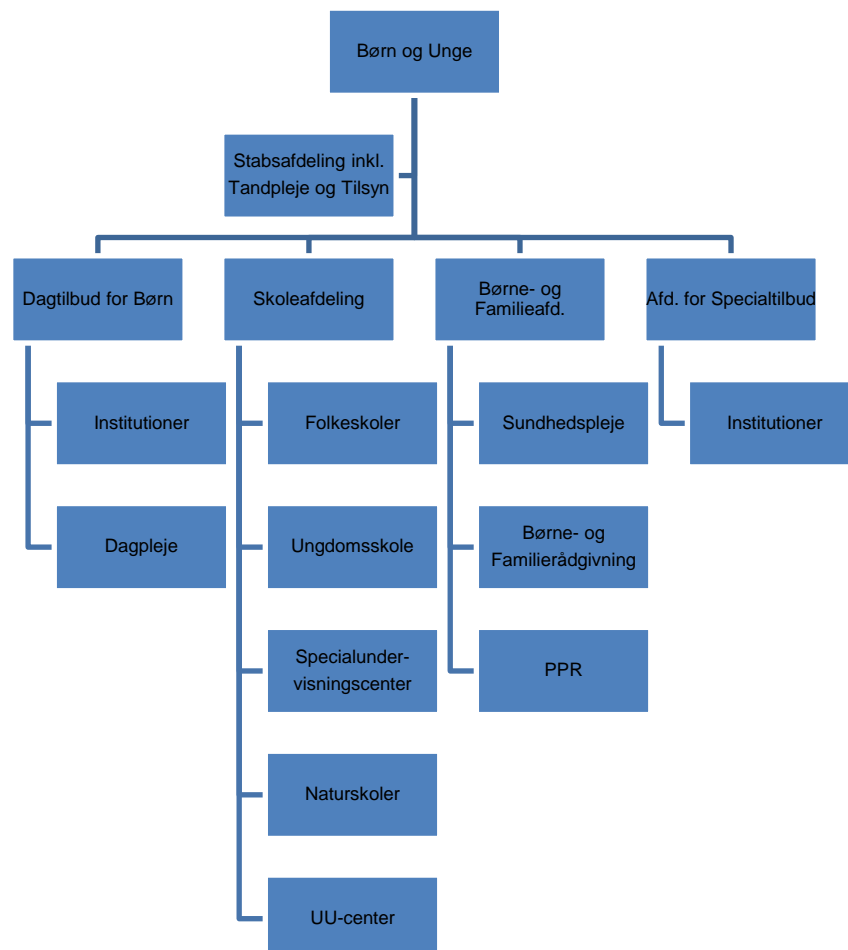 Børn og Unge
Stabsafdeling inkl.
Tandpleje og Tilsyn
Dagtilbud for Børn
Skoleafdeling
Børne- og
Familieafd.
Afd. for Specialtilbud
Institutioner
Folkeskoler
Sundhedspleje
Institutioner
Dagpleje
Ungdomsskole
Børne- og
Familierådgivning
Specialunder-
visningscenter
PPR
Naturskoler
UU-center